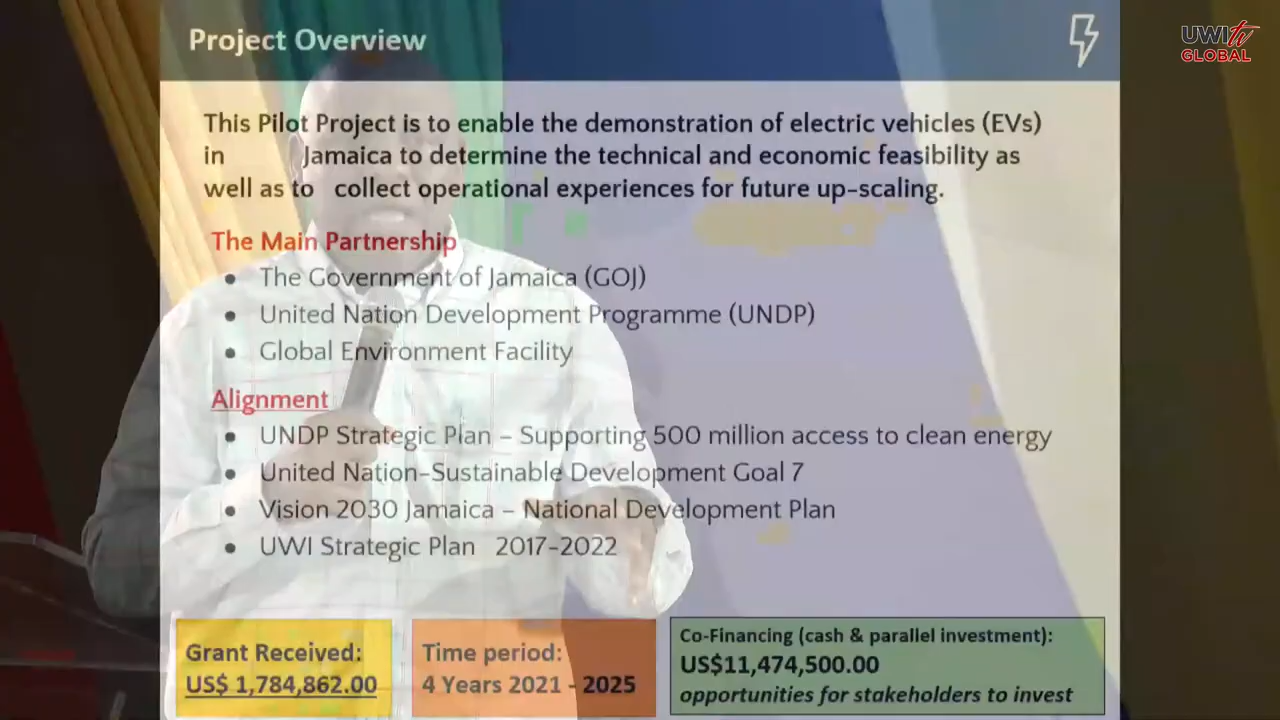 Project Overview
UWItv
GLOBAL
This Pilot Project is to enable the demonstration of electric vehicles (EVs)
in Jamaica to determine the technical and economic feasibility as
well as to collect operational experiences for future up-scaling.
The Main Partnership
● The Government of Jamaica (GOJ)
● United Nation Development Programme (UNDP)
● Global Environment Facility
Alignment
● UNDP Strategic Plan – Supporting 500 million access to clean energy
● United Nation-Sustainable Development Goal 7
● Vision 2030 Jamaica – National Development Plan
● UWI Strategic Plan 2017-2022
Grant Received:
US$ 1,784,862.00
Time period:
4 Years 2021 - 2025
Co-Financing (cash & parallel investment):
US$11,474,500.00
opportunities for stakeholders to invest